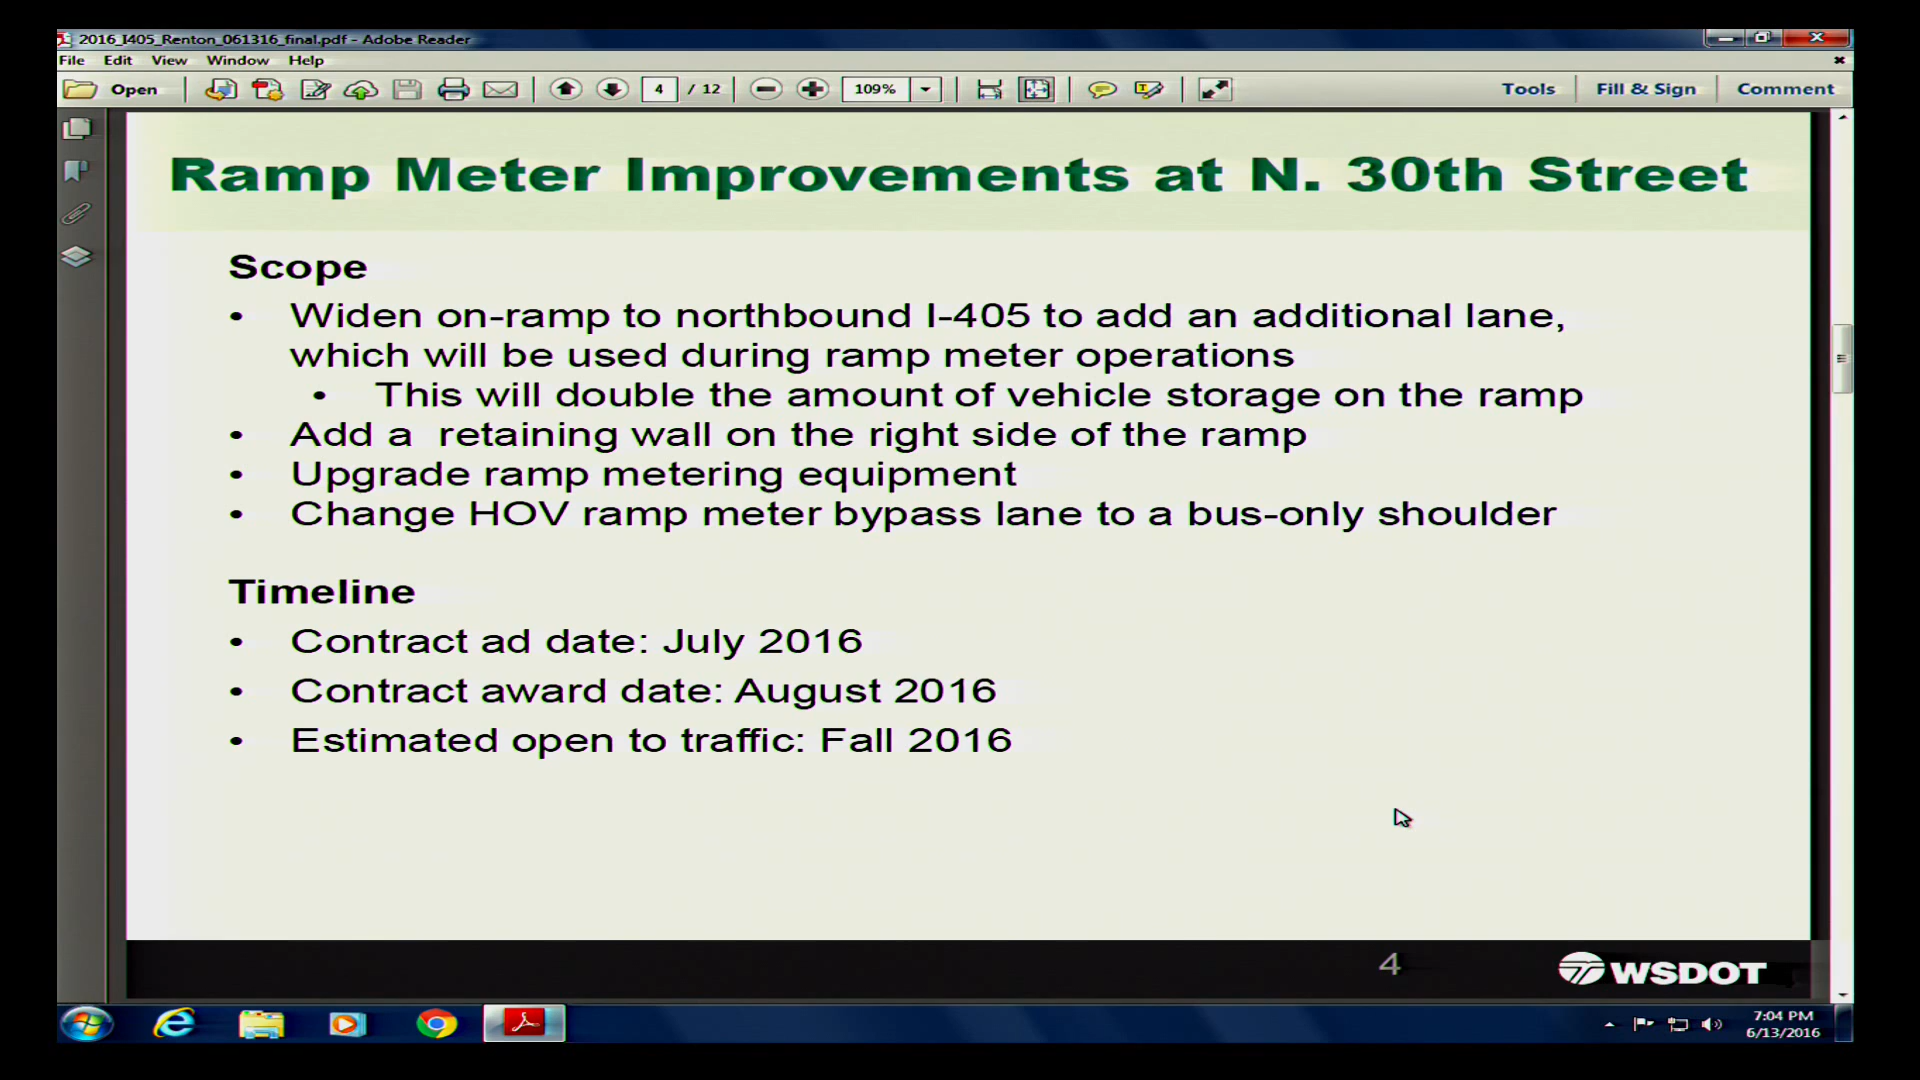 2016_I405_Renton_061316_final.pdf - Adobe Reader
File Edit View Window Help
Open 4 / 12 109% Tools Fill & Sign Comment
Ramp Meter Improvements at N. 30th Street
Scope
• Widen on-ramp to northbound I-405 to add an additional lane,
which will be used during ramp meter operations
• This will double the amount of vehicle storage on the ramp
• Add a retaining wall on the right side of the ramp
• Upgrade ramp metering equipment
• Change HOV ramp meter bypass lane to a bus-only shoulder
Timeline
• Contract ad date: July 2016
• Contract award date: August 2016
• Estimated open to traffic: Fall 2016
4 WSDOT
7:04 PM
6/13/2016